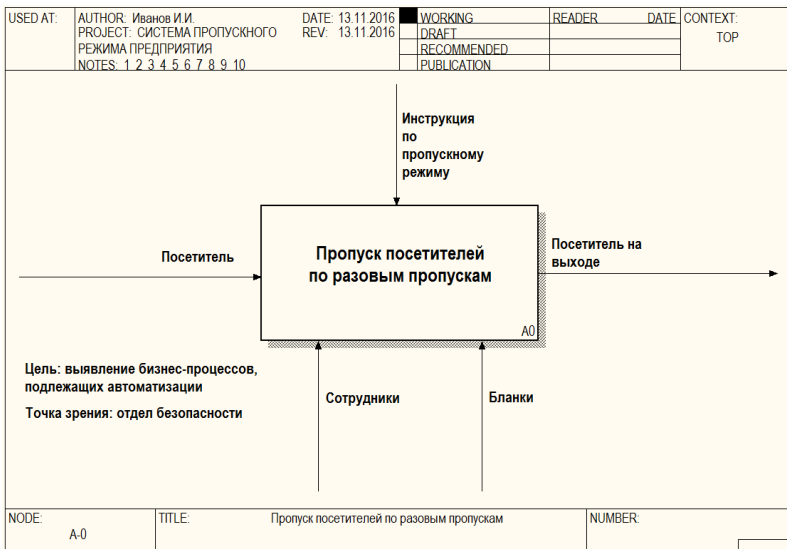 USED AT:
AUTHOR: Иванов И.И.
DATE: 13.11.2016
PROJECT: СИСТЕМА ПРОПУСКНОГО
РЕЖИМА ПРЕДПРИЯТИЯ
REV: 13.11.2016
NOTES: 1 2 3 4 5 6 7 8 9 10
WORKING
DRAFT
RECOMMENDED
PUBLICATION
READER
DATE
CONTEXT:
TOP
Инструкция
по
пропускному
режиму
Посетитель
Пропуск посетителей
по разовым пропускам
A0
Посетитель на
выходе
Цель: выявление бизнес-процессов,
подлежащих автоматизации
Точка зрения: отдел безопасности
Сотрудники
Бланки
NODE:
A-0
TITLE:
Пропуск посетителей по разовым пропускам
NUMBER: